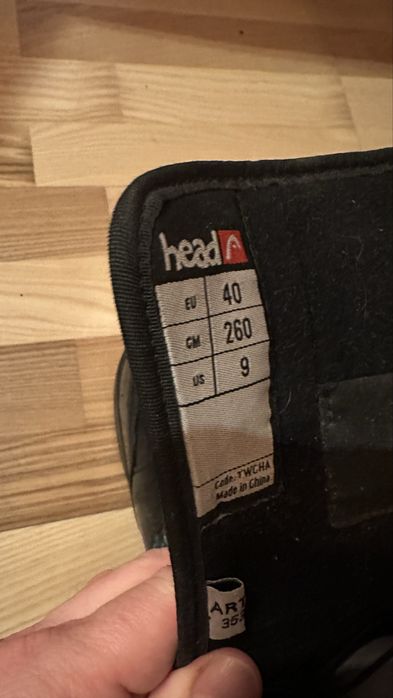 head
EU 40
CM 260
US 9
Code: TWCHA
Made in China
ART